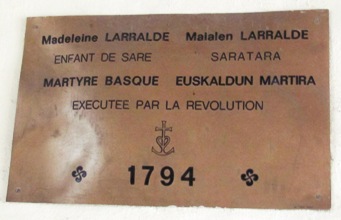 Madeleine LARRALDE Maialen LARRALDE
ENFANT DE SARE SARATARA
MARTYRE BASQUE EUSKALDUN MARTIRA
EXECUTEE PAR LA REVOLUTION
1794